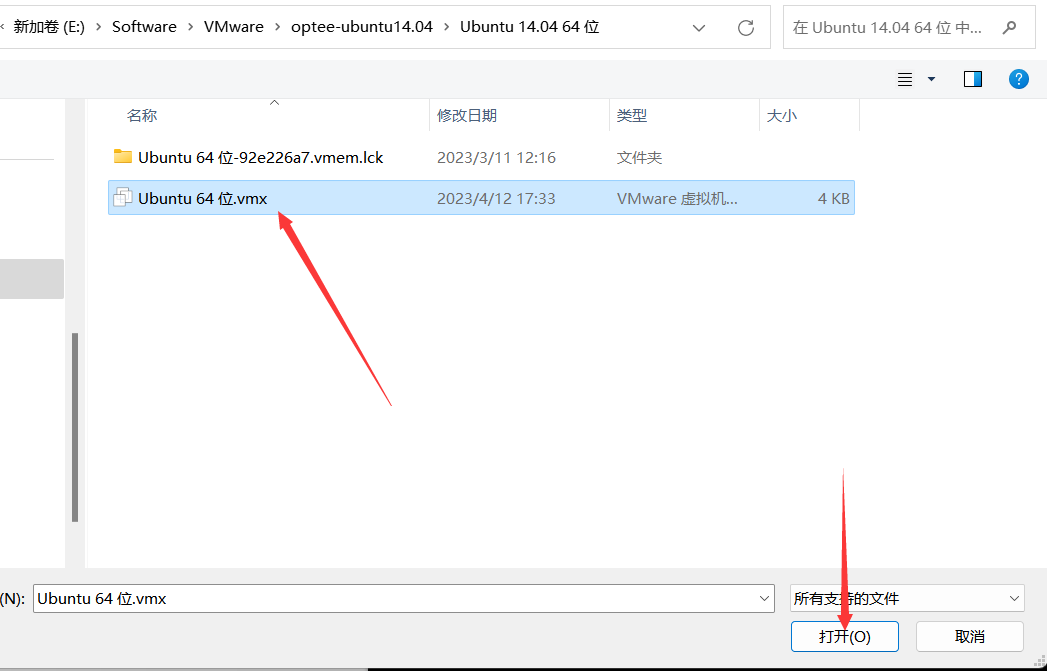 新加卷 (E:) › Software › VMware › optee-ubuntu14.04 › Ubuntu 14.04 64 位
在 Ubuntu 14.04 64 位 中...
?
名称 修改日期 类型 大小
Ubuntu 64 位-92e226a7.vmem.lck 2023/3/11 12:16 文件夹
Ubuntu 64 位.vmx 2023/4/12 17:33 VMware 虚拟机... 4 KB
(N): Ubuntu 64 位.vmx 所有支持的文件
打开(O) 取消